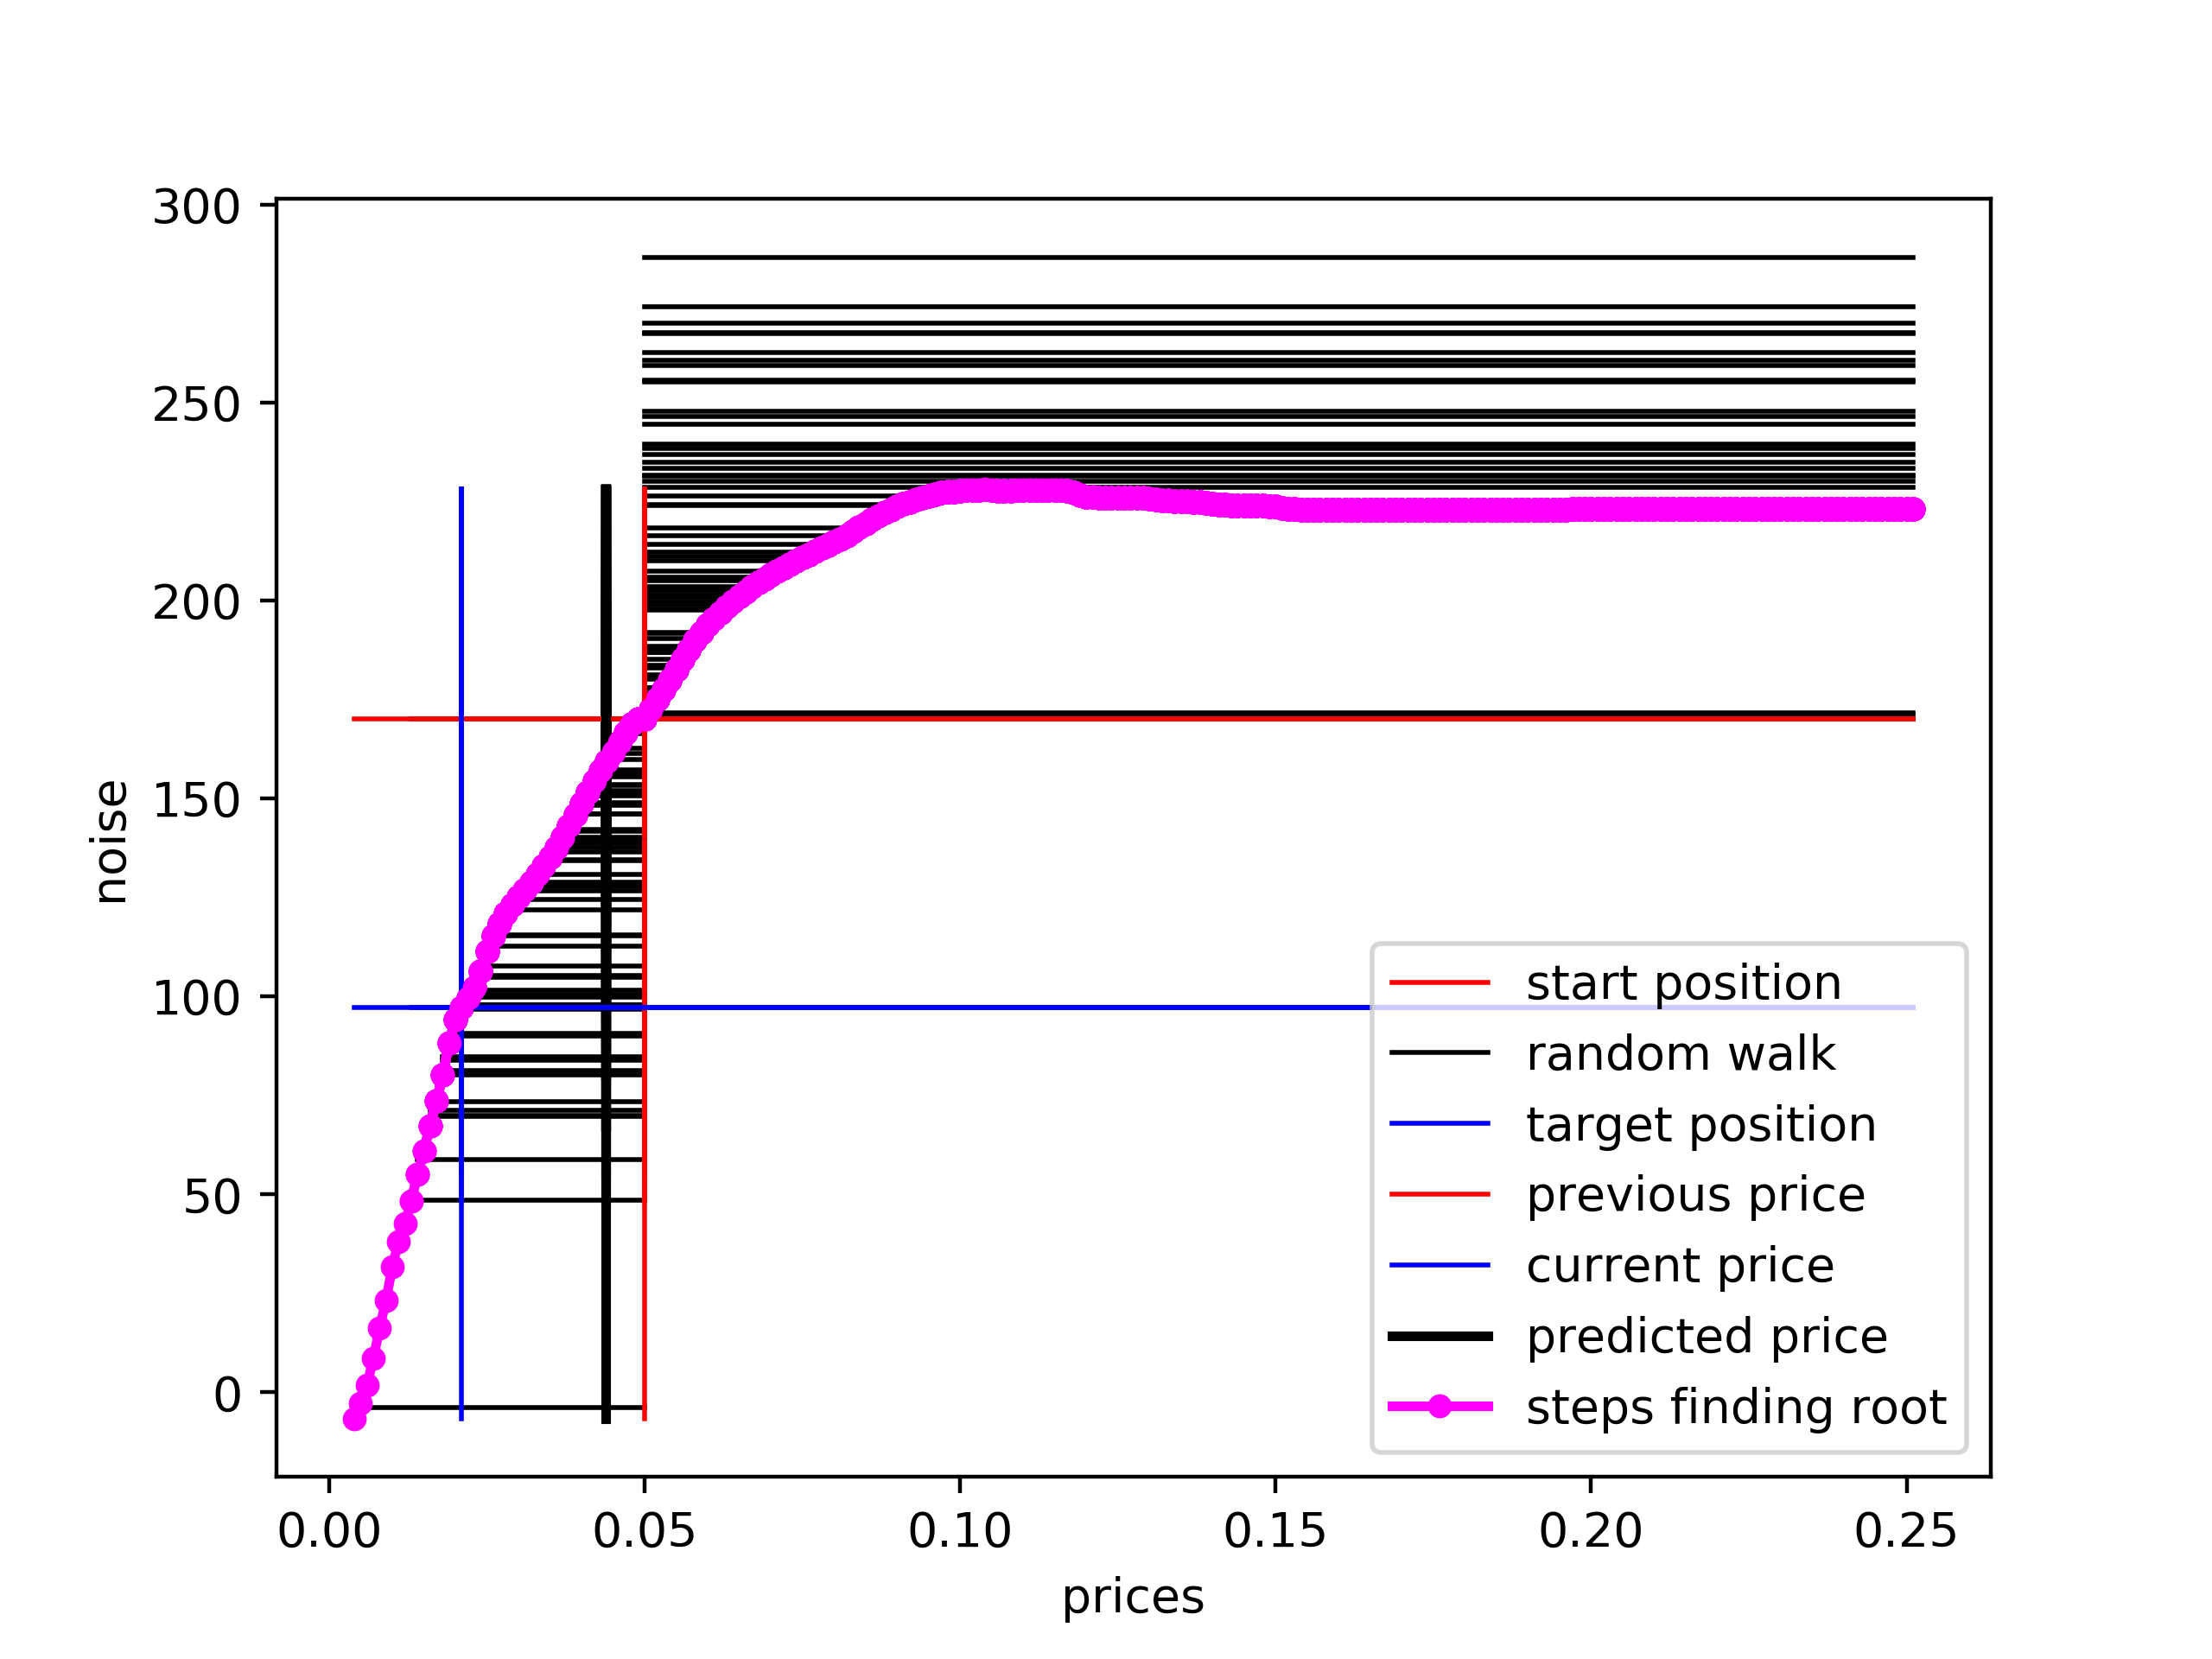 300
250
200
150
100
50
0
noise
0.00 0.05 0.10 0.15 0.20 0.25
prices
start position
random walk
target position
previous price
current price
predicted price
steps finding root